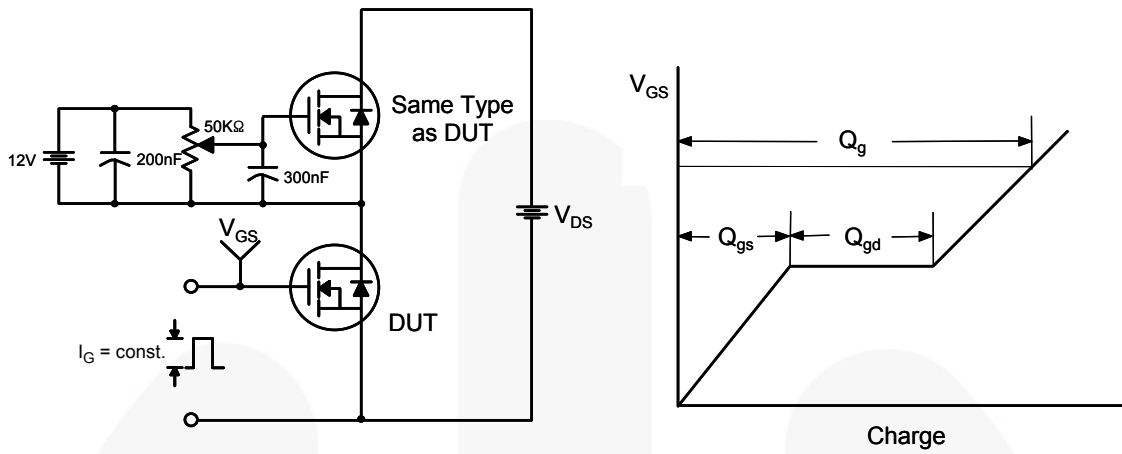 12V
200nF
50KΩ
300nF
Same Type
as DUT
V_DS
V_GS
DUT
I_G = const.
V_GS
Q_g
Q_gs
Q_gd
Charge